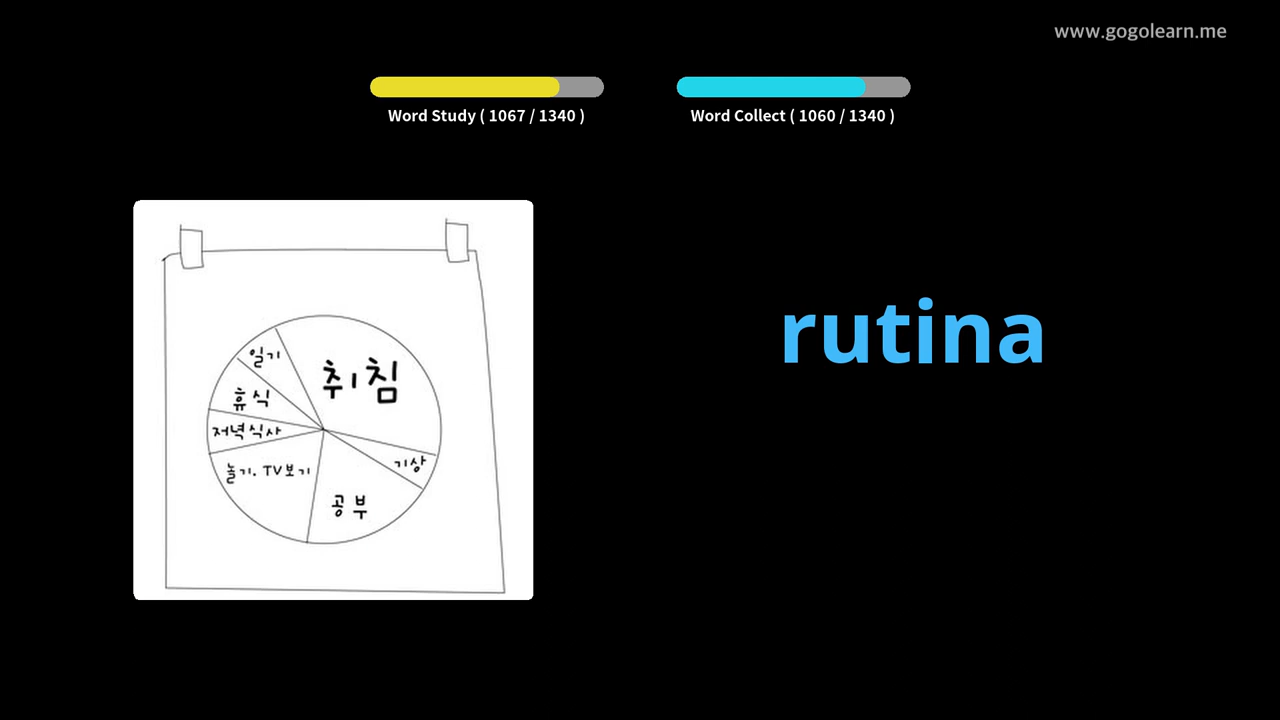 www.gogolearn.me
Word Study ( 1067 / 1340 )
Word Collect ( 1060 / 1340 )
rutina
일기
취침
휴식
저녁식사
놀기. TV보기
기상
공부